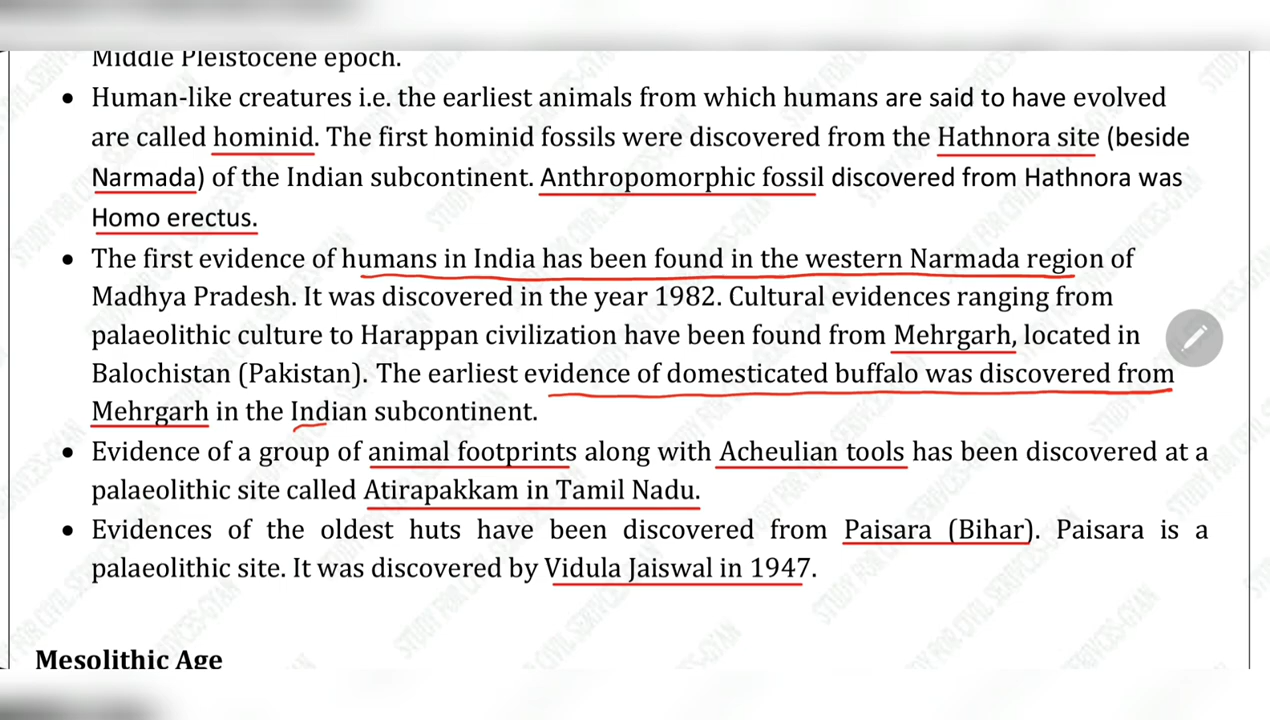 Middle Pleistocene epoch.
• Human-like creatures i.e. the earliest animals from which humans are said to have evolved
are called hominid. The first hominid fossils were discovered from the Hathnora site (beside
Narmada) of the Indian subcontinent. Anthropomorphic fossil discovered from Hathnora was
Homo erectus.
• The first evidence of humans in India has been found in the western Narmada region of
Madhya Pradesh. It was discovered in the year 1982. Cultural evidences ranging from
palaeolithic culture to Harappan civilization have been found from Mehrgarh, located in
Balochistan (Pakistan). The earliest evidence of domesticated buffalo was discovered from
Mehrgarh in the Indian subcontinent.
• Evidence of a group of animal footprints along with Acheulian tools has been discovered at a
palaeolithic site called Atirapakkam in Tamil Nadu.
• Evidences of the oldest huts have been discovered from Paisara (Bihar). Paisara is a
palaeolithic site. It was discovered by Vidula Jaiswal in 1947.
Mesolithic Age